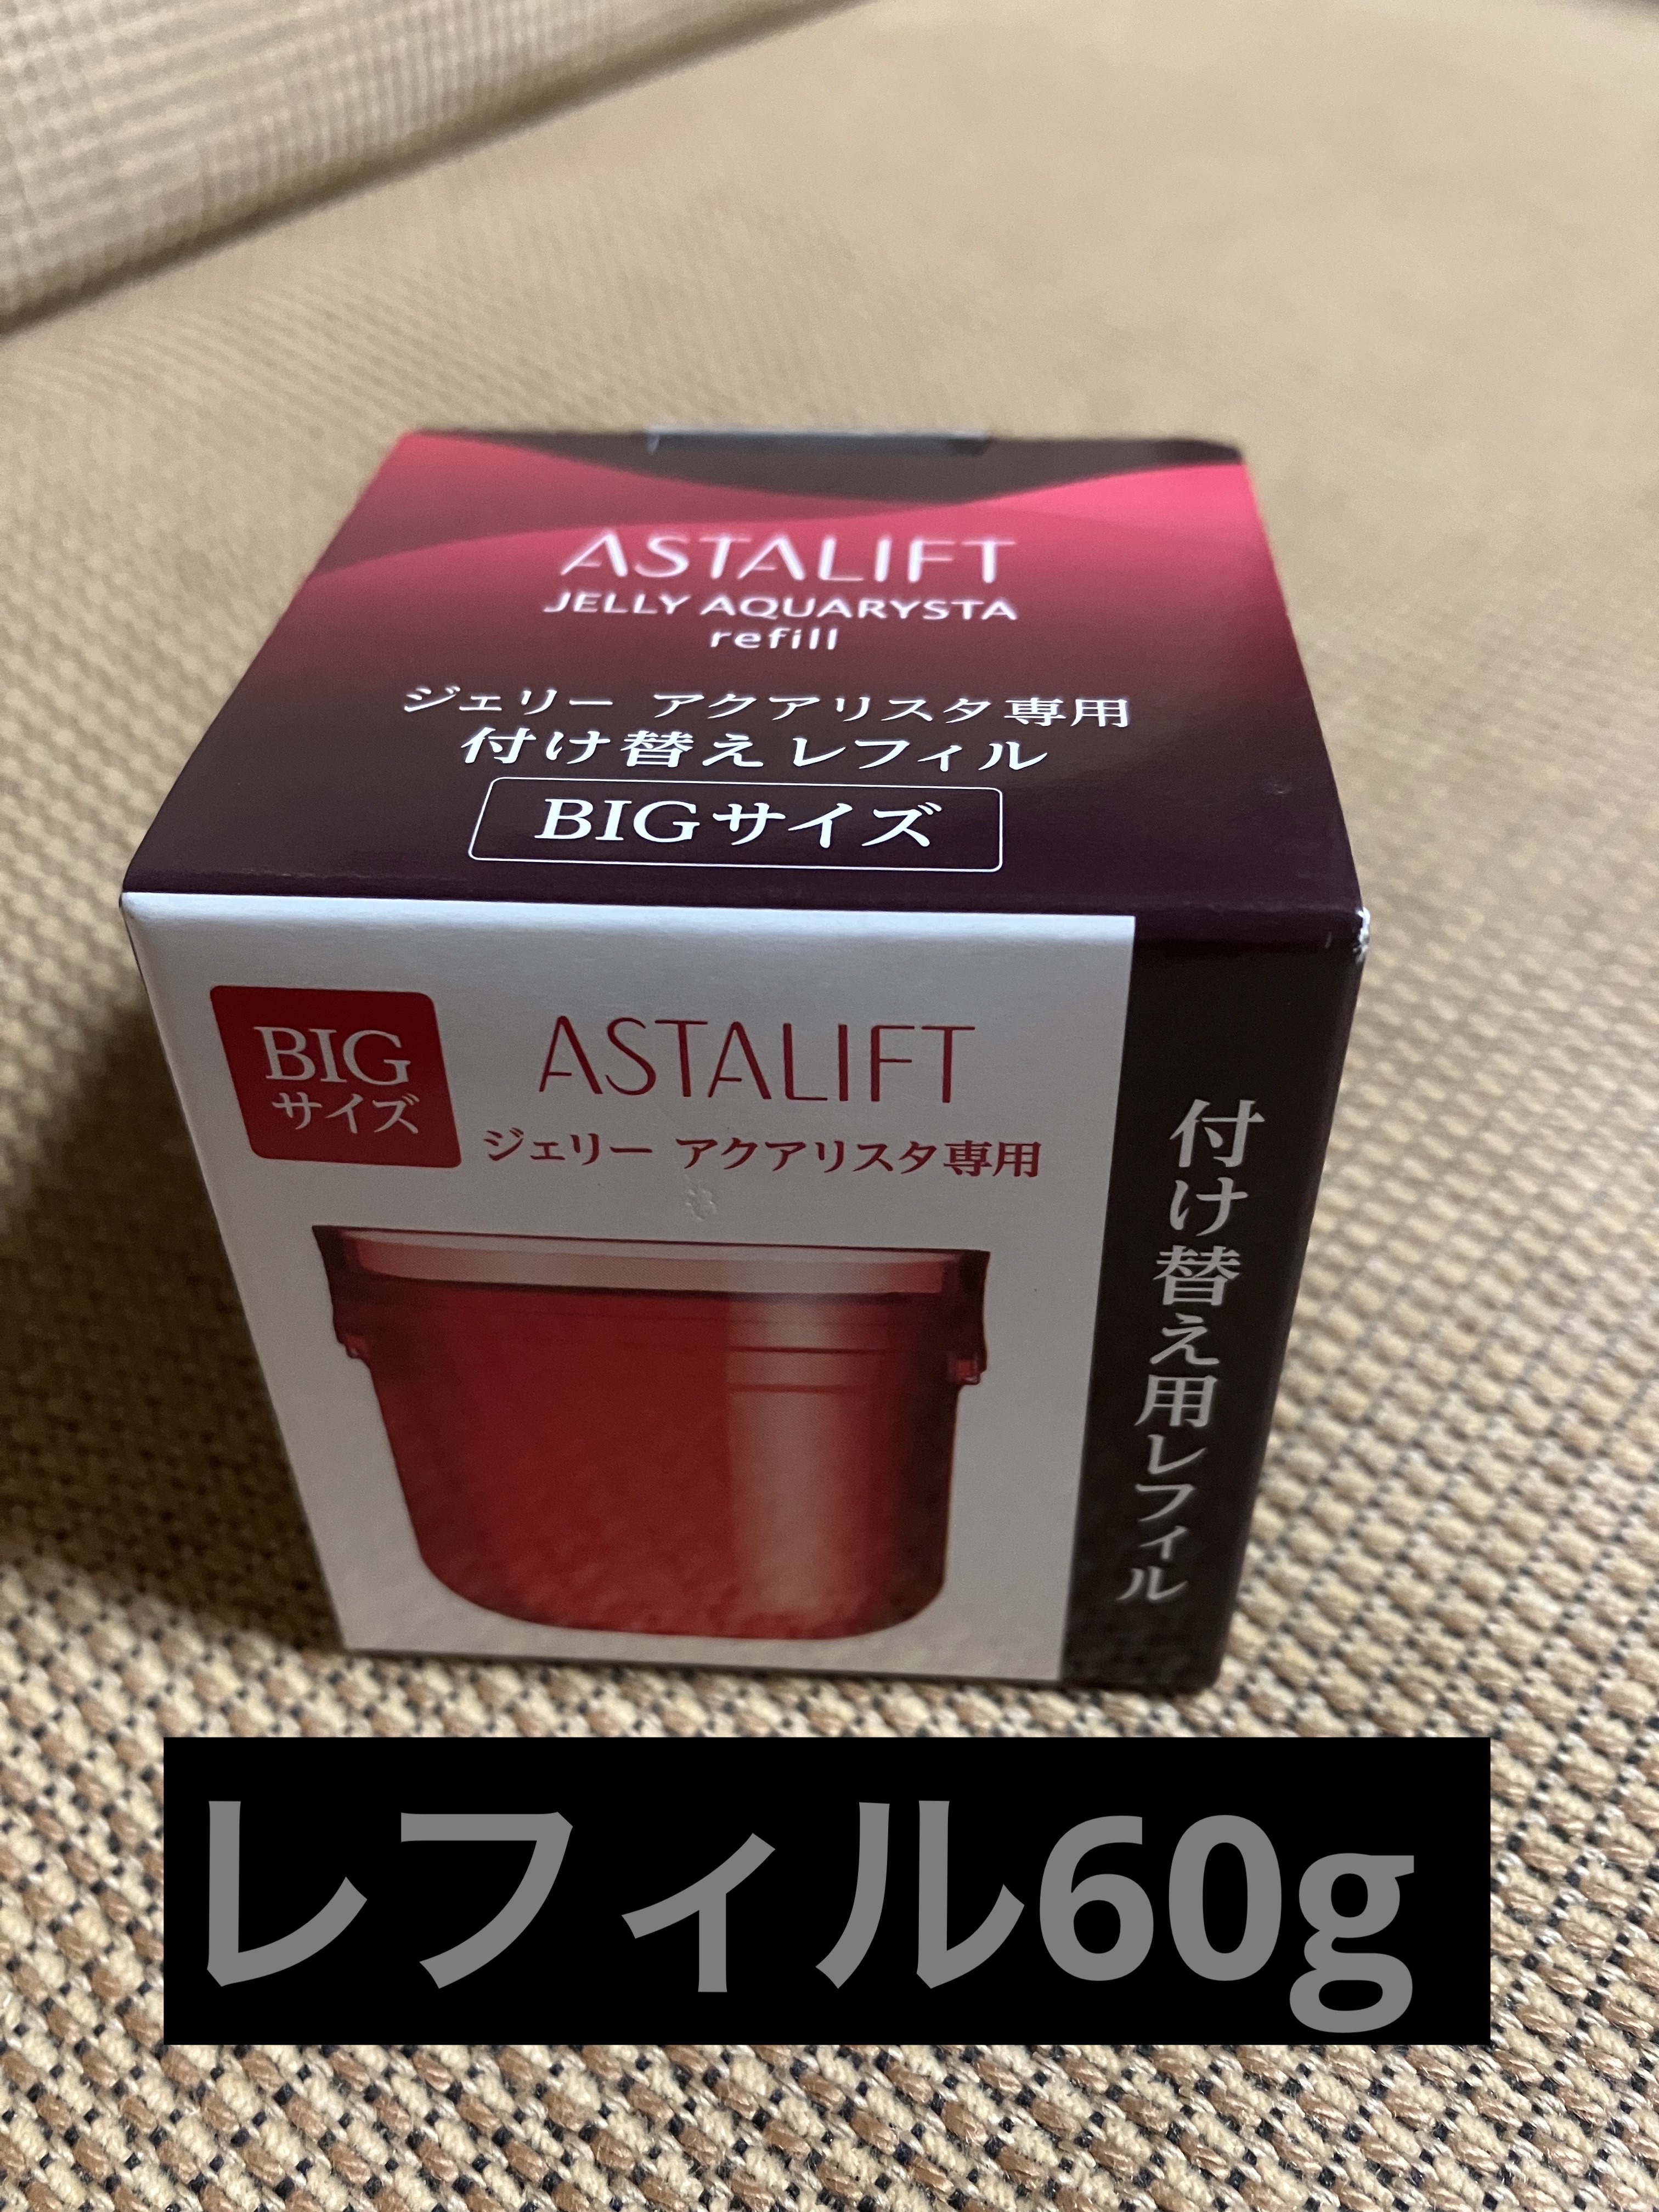 ASTALIFT
JELLY AQUARYSTA
refill
ジェリー アクアリスタ専用
付け替えレフィル
BIGサイズ
BIG
サイズ
ASTALIFT
ジェリー アクアリスタ専用
付け替え用レフィル
レフィル60g